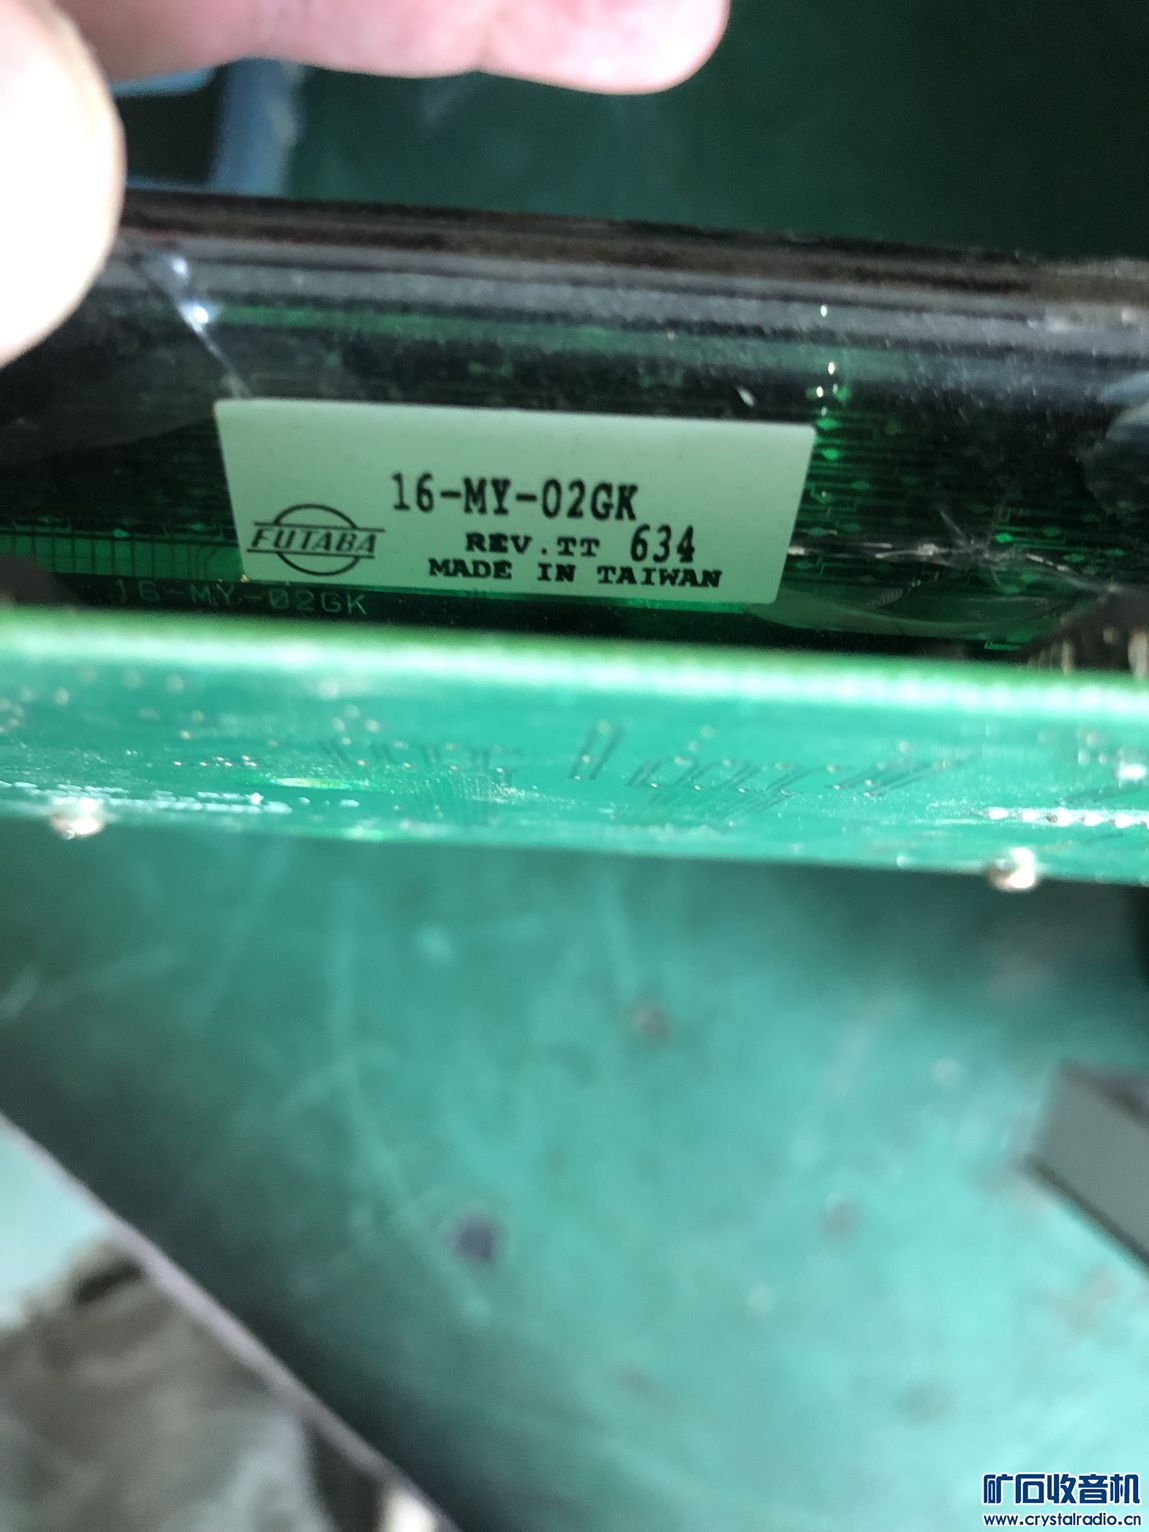 16-MY-02GK
FUTABA
REV.TT 634
MADE IN TAIWAN
16-MY-02GK
矿石收音机
www.crystalradio.cn